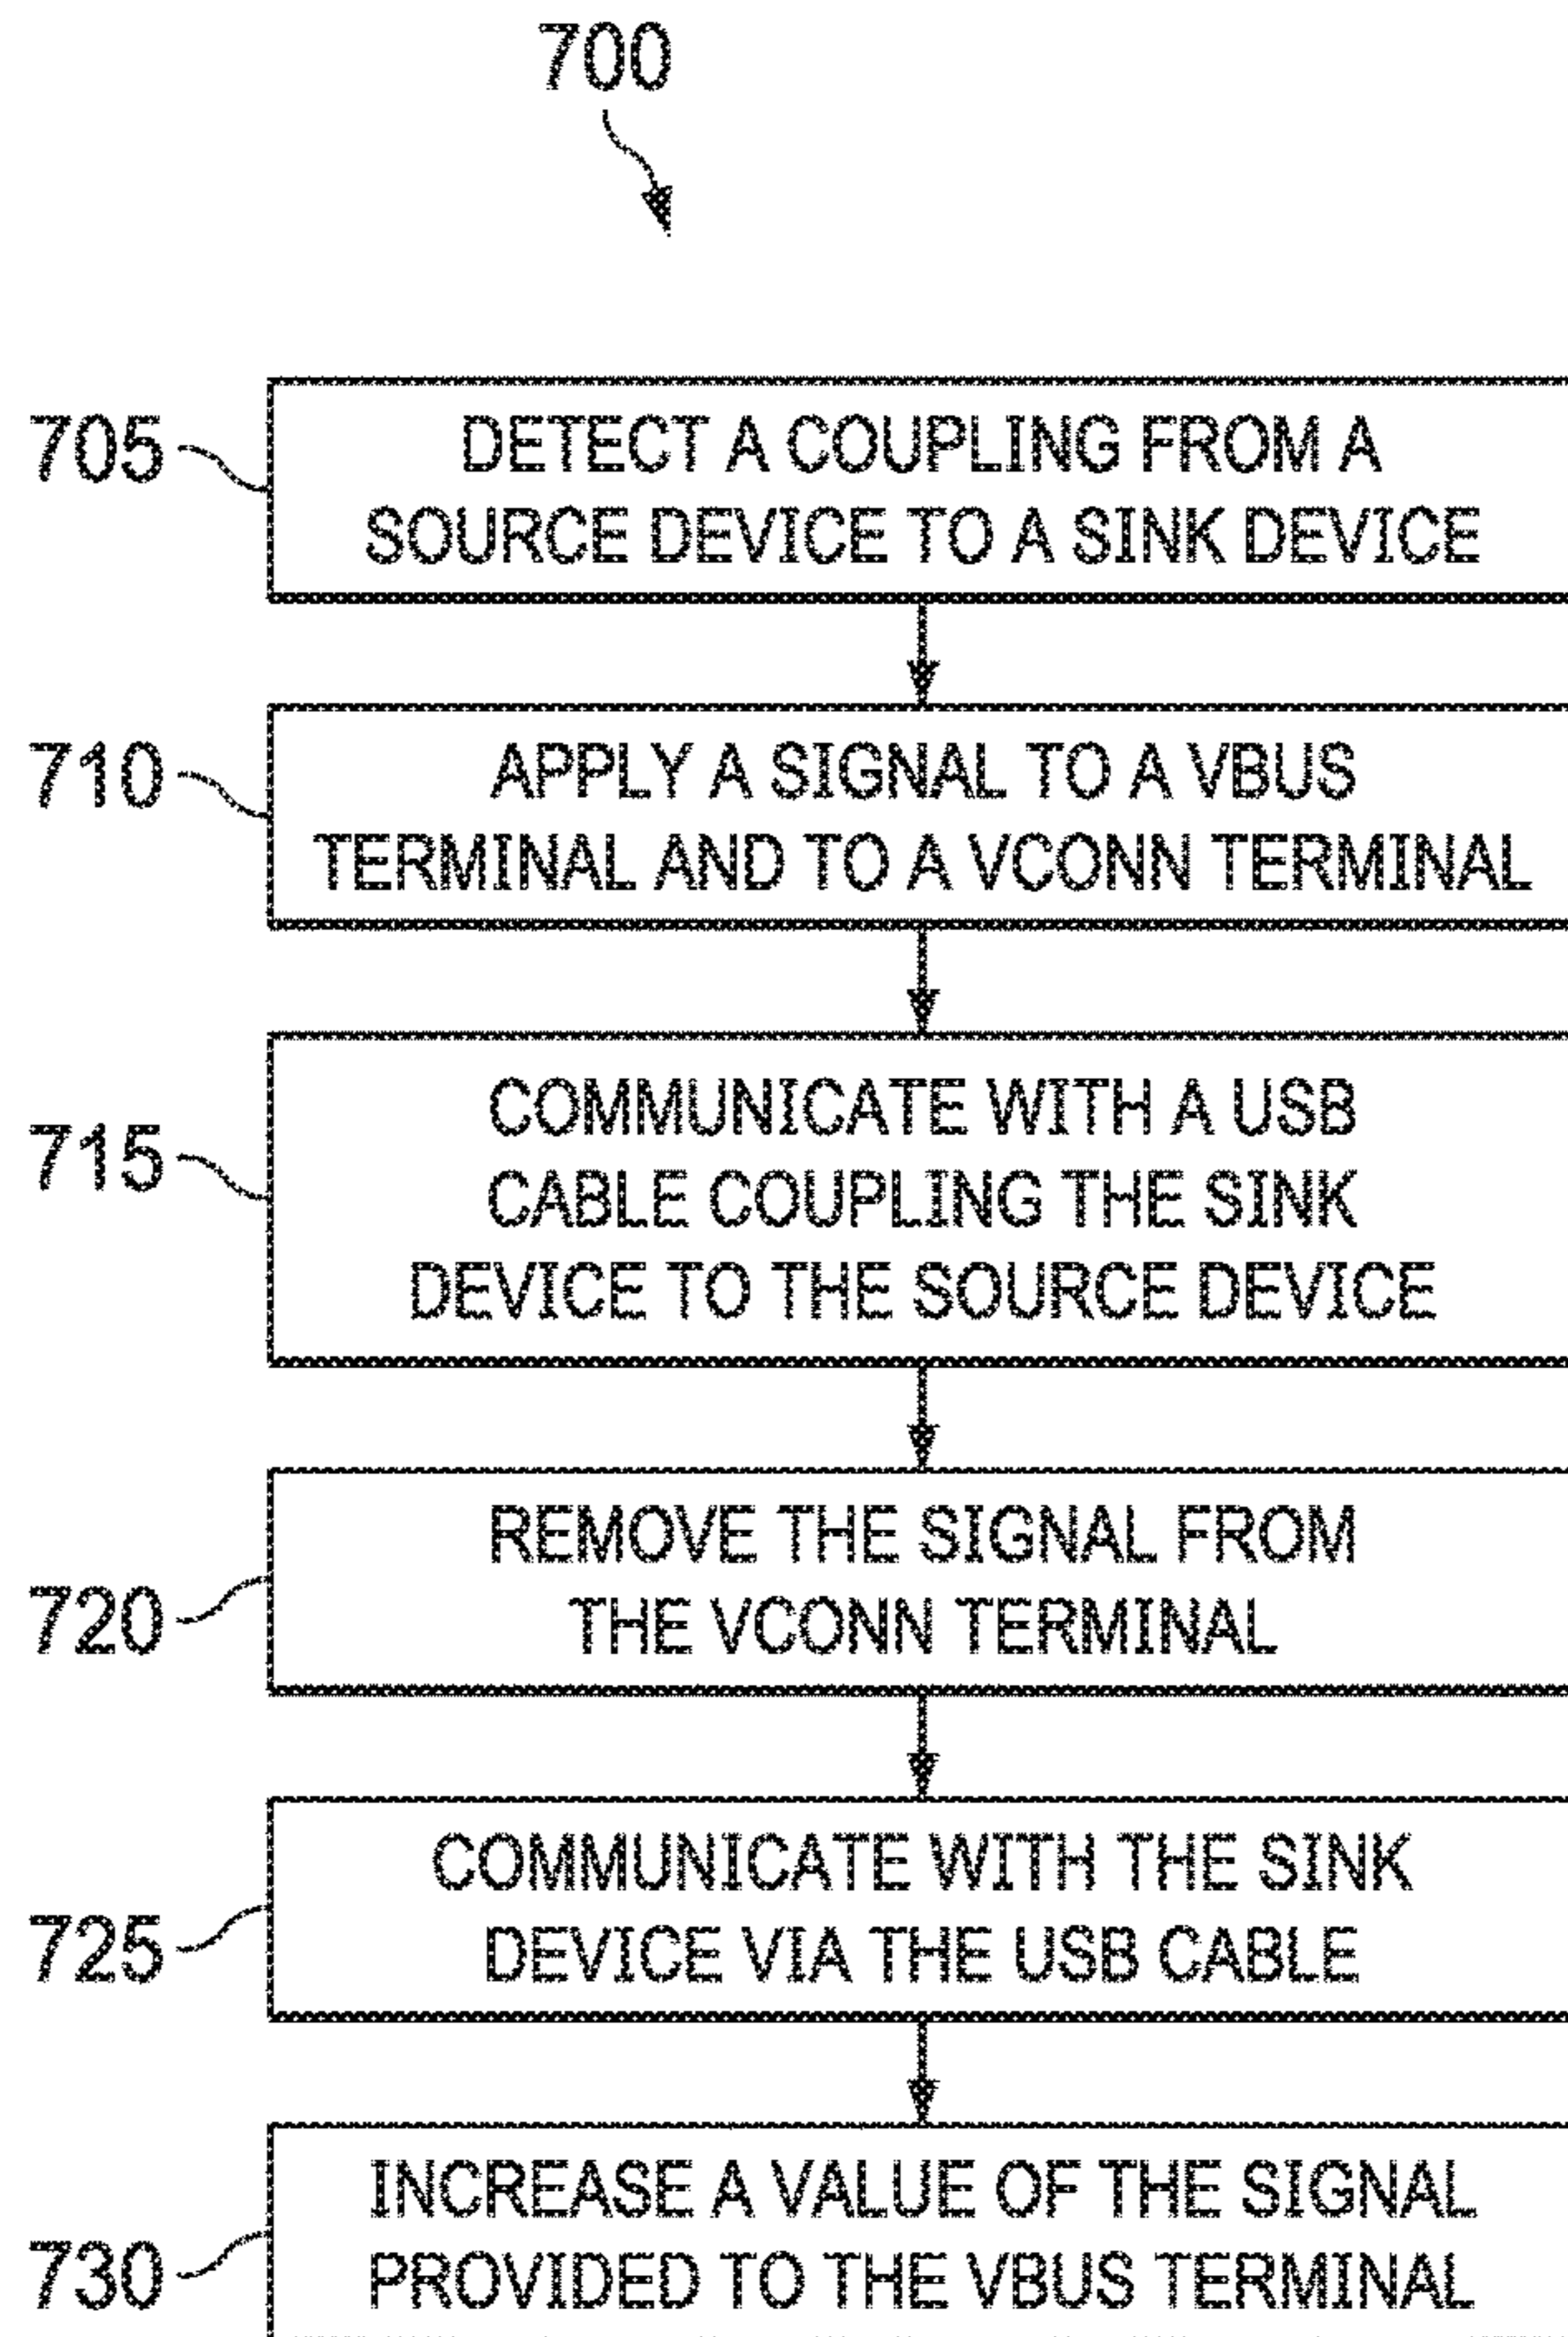 700
705
DETECT A COUPLING FROM A
SOURCE DEVICE TO A SINK DEVICE
710
APPLY A SIGNAL TO A VBUS
TERMINAL AND TO A VCONN TERMINAL
715
COMMUNICATE WITH A USB
CABLE COUPLING THE SINK
DEVICE TO THE SOURCE DEVICE
720
REMOVE THE SIGNAL FROM
THE VCONN TERMINAL
725
COMMUNICATE WITH THE SINK
DEVICE VIA THE USB CABLE
730
INCREASE A VALUE OF THE SIGNAL
PROVIDED TO THE VBUS TERMINAL